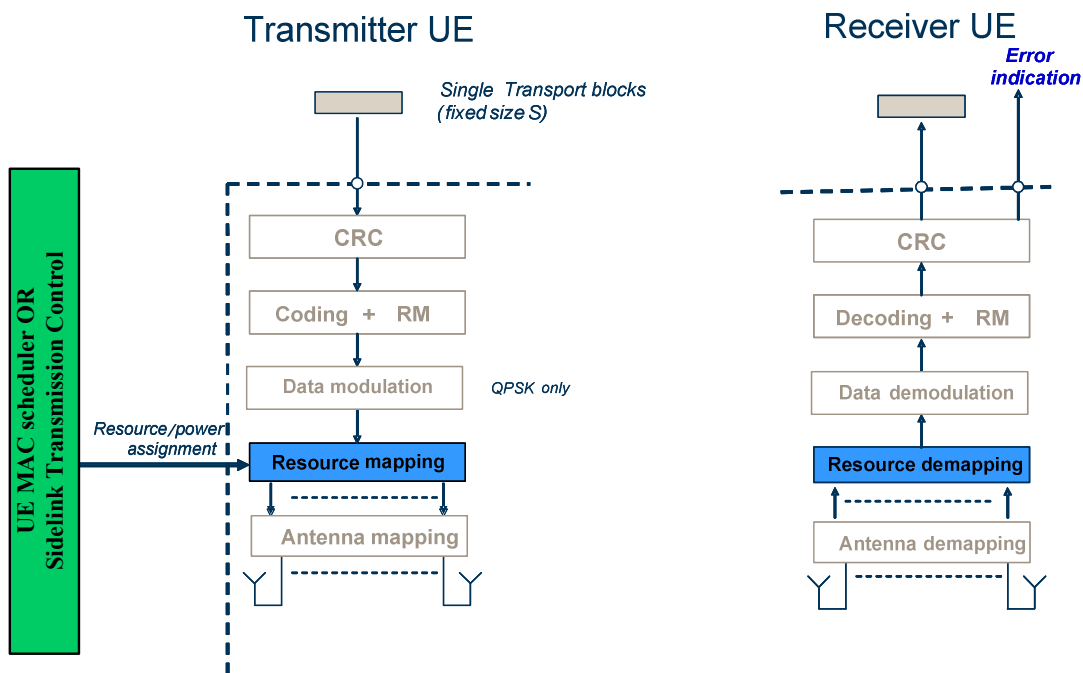 Transmitter UE
Receiver UE
Error
indication
Single Transport blocks
(fixed size S)
CRC
Coding + RM
Data modulation
QPSK only
Resource/power
assignment
Resource mapping
Antenna mapping
UE MAC scheduler OR
Sidelink Transmission Control
CRC
Decoding + RM
Data demodulation
Resource demapping
Antenna demapping